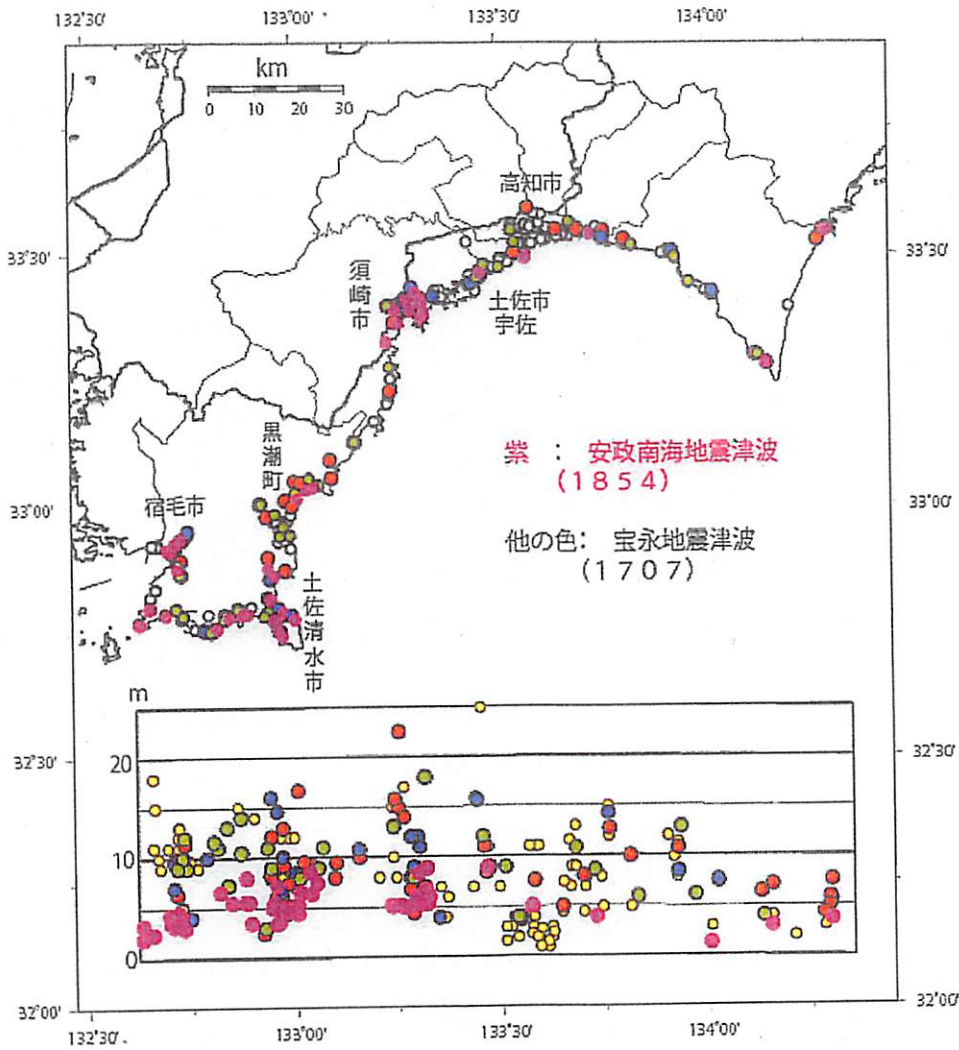 132°30'
133°00'
133°30'
134°00'
km
0 10 20 30
高知市
33°30'
33°30'
須崎市
土佐市
宇佐
黒潮町
紫 : 安政南海地震津波
(1854)
宿毛市
33°00'
33°00'
他の色: 宝永地震津波
(1707)
土佐清水市
m
20
10
0
32°30'
32°30'
32°00'
32°00'
132°30'
133°00'
133°30'
134°00'